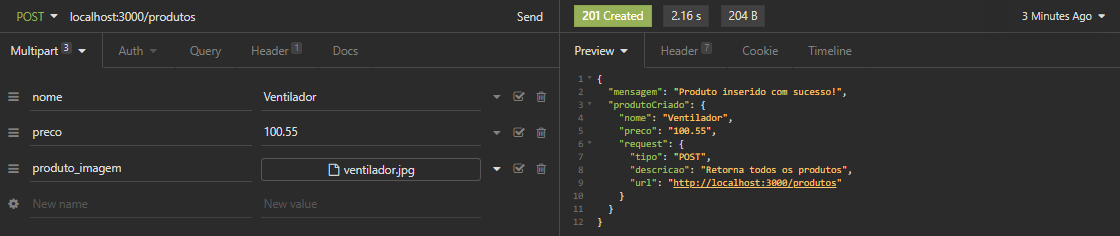 POST localhost:3000/produtos Send
201 Created 2.16 s 204 B 3 Minutes Ago
Multipart 3 Auth Query Header 1 Docs
Preview Header 7 Cookie Timeline
nome Ventilador
preco 100.55
produto_imagem ventilador.jpg
New name New value
1 {
2 "mensagem": "Produto inserido com sucesso!",
3 "produtoCriado": {
4 "nome": "Ventilador",
5 "preco": "100.55",
6 "request": {
7 "tipo": "POST",
8 "descricao": "Retorna todos os produtos",
9 "url": "http://localhost:3000/produtos"
10 }
11 }
12 }